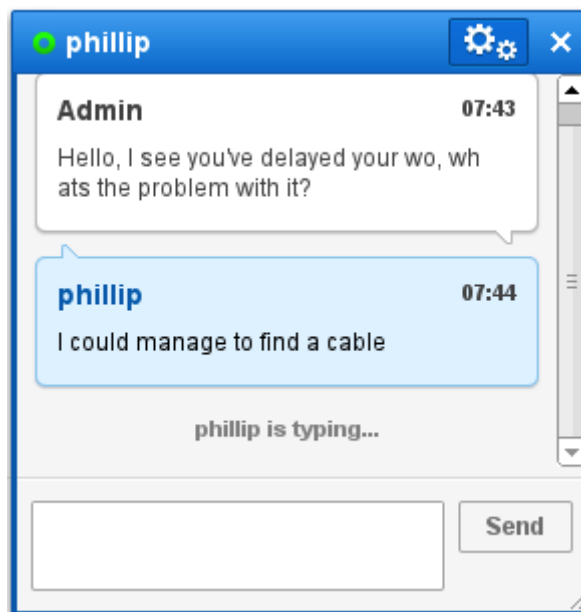 phillip
Admin 07:43
Hello, I see you've delayed your wo, wh
ats the problem with it?
phillip 07:44
I could manage to find a cable
phillip is typing...
Send